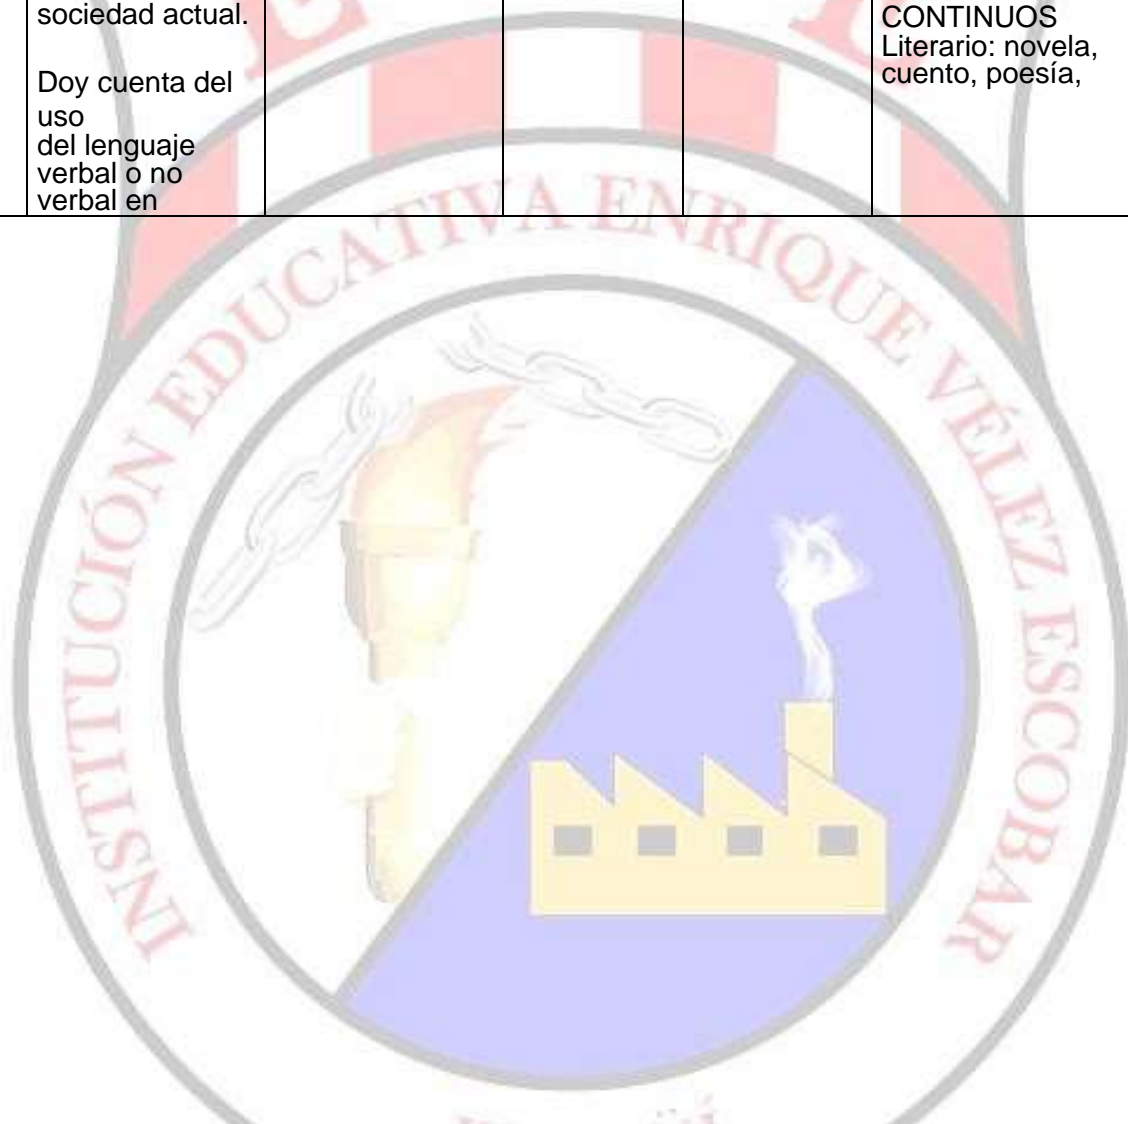 sociedad actual.
Doy cuenta del
uso
del lenguaje
verbal o no
verbal en
CONTINUOS
Literario: novela,
cuento, poesía,
INSTITUCIÓN EDUCATIVA ENRIQUE VÉLEZ ESCOBAR